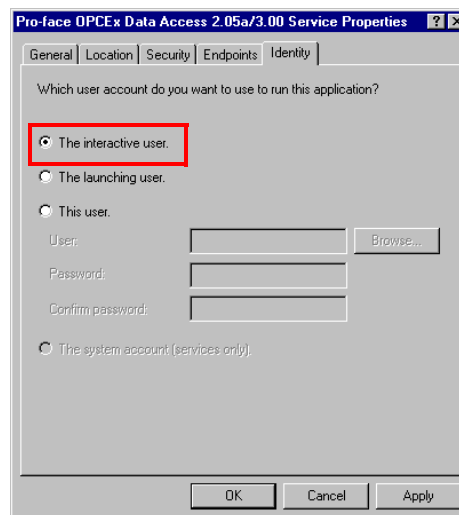 Pro-face OPCEx Data Access 2.05a/3.00 Service Properties
General Location Security Endpoints Identity
Which user account do you want to use to run this application?
The interactive user.
The launching user.
This user.
User: Browse...
Password:
Confirm password:
The system account (services only).
OK Cancel Apply